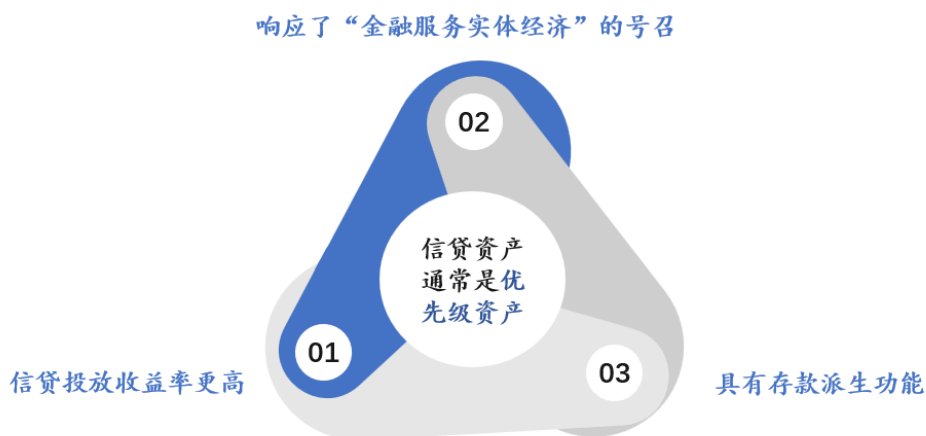 响应了“金融服务实体经济”的号召
02
信贷资产
通常是优
先级资产
01
03
信贷投放收益率更高
具有存款派生功能